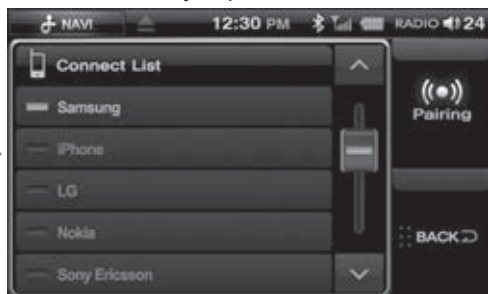 NAVI 12:30 PM RADIO 24
Connect List
Samsung
iPhone
LG
Nokia
Sony Ericsson
Pairing
BACK